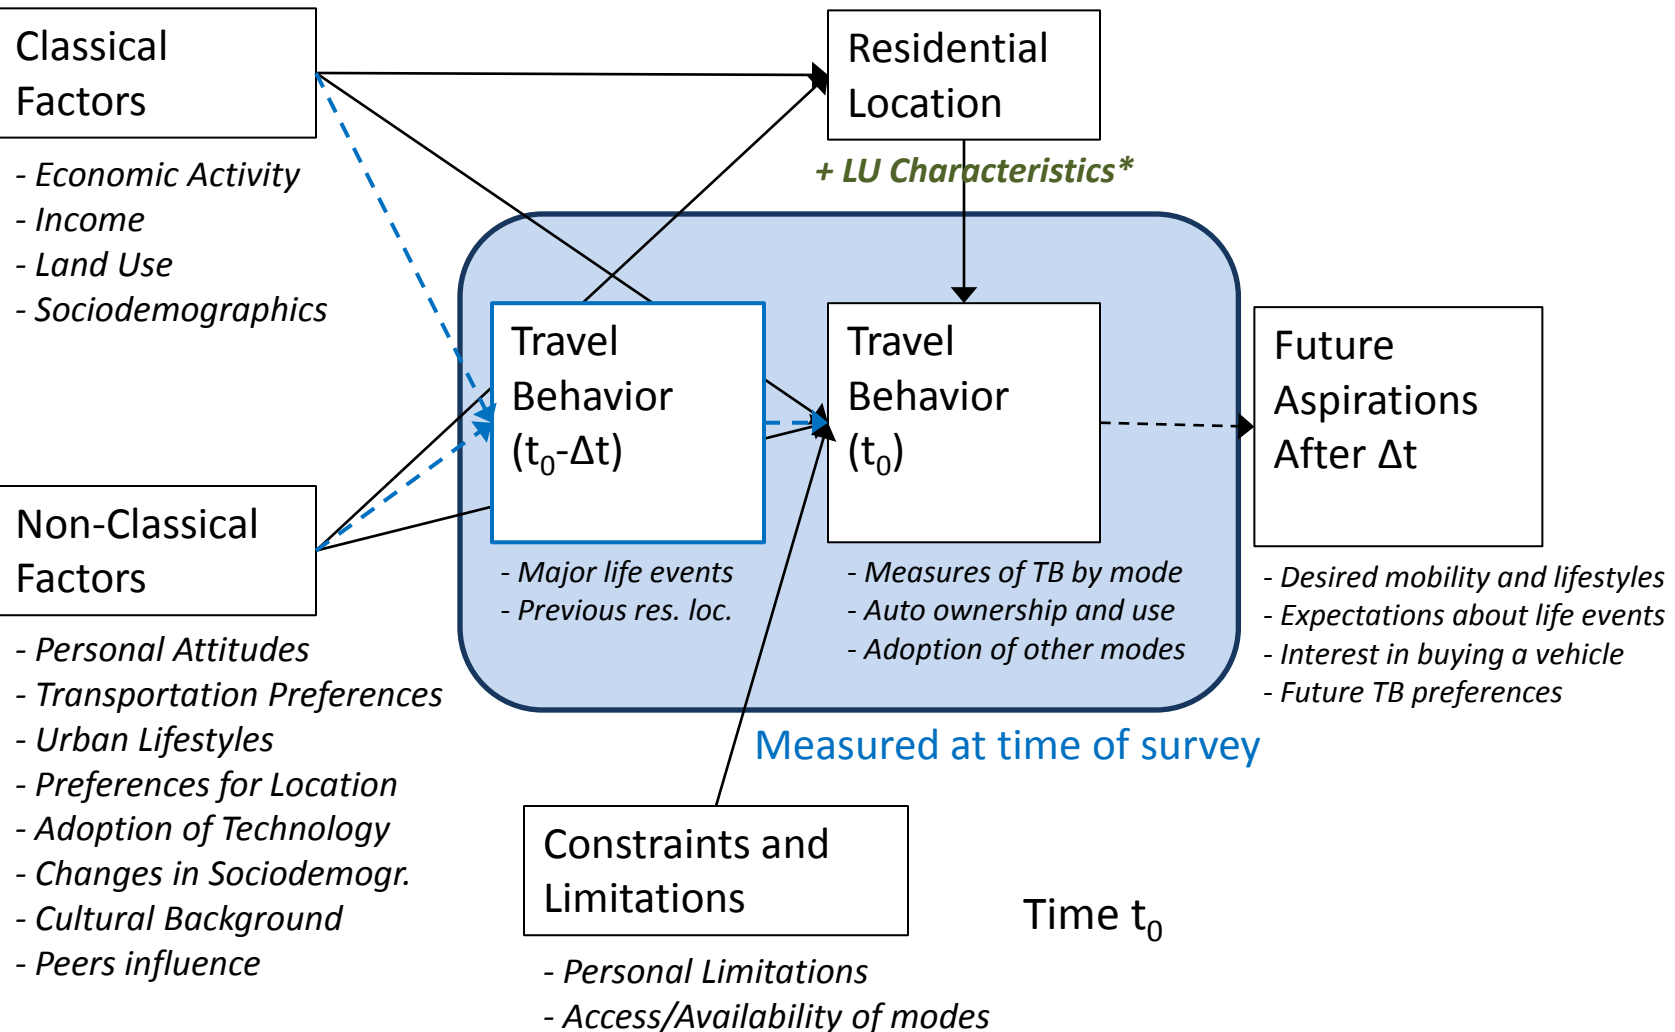 Classical
Factors
- Economic Activity
- Income
- Land Use
- Sociodemographics
Residential
Location
+ LU Characteristics*
Travel
Behavior
(t₀-Δt)
- Major life events
- Previous res. loc.
Travel
Behavior
(t₀)
- Measures of TB by mode
- Auto ownership and use
- Adoption of other modes
Future
Aspirations
After Δt
- Desired mobility and lifestyles
- Expectations about life events
- Interest in buying a vehicle
- Future TB preferences
Non-Classical
Factors
- Personal Attitudes
- Transportation Preferences
- Urban Lifestyles
- Preferences for Location
- Adoption of Technology
- Changes in Sociodemogr.
- Cultural Background
- Peers influence
Measured at time of survey
Constraints and
Limitations
- Personal Limitations
- Access/Availability of modes
Time t₀